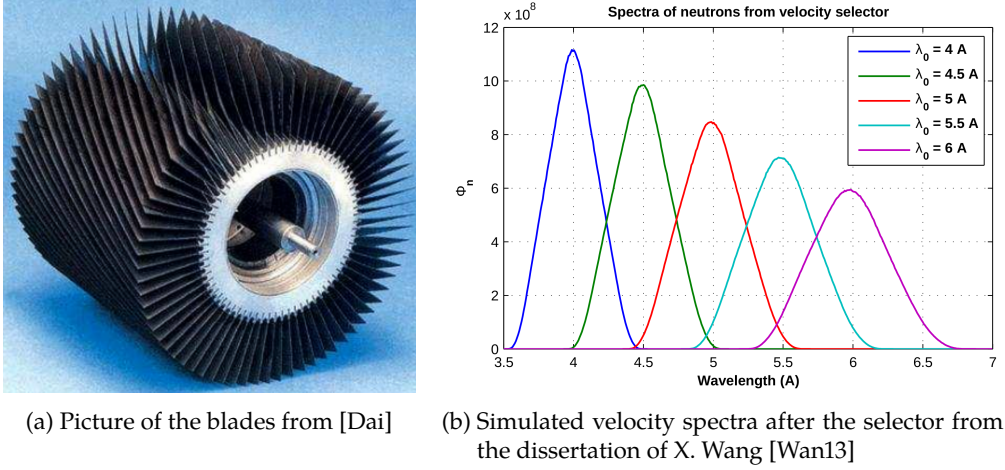 Spectra of neutrons from velocity selector
x 10⁸
12
10
8
6
4
2
0
Φₙ
λ₀ = 4 A
λ₀ = 4.5 A
λ₀ = 5 A
λ₀ = 5.5 A
λ₀ = 6 A
3.5 4 4.5 5 5.5 6 6.5 7
Wavelength (A)
(a) Picture of the blades from [Dai]
(b) Simulated velocity spectra after the selector from
the dissertation of X. Wang [Wan13]